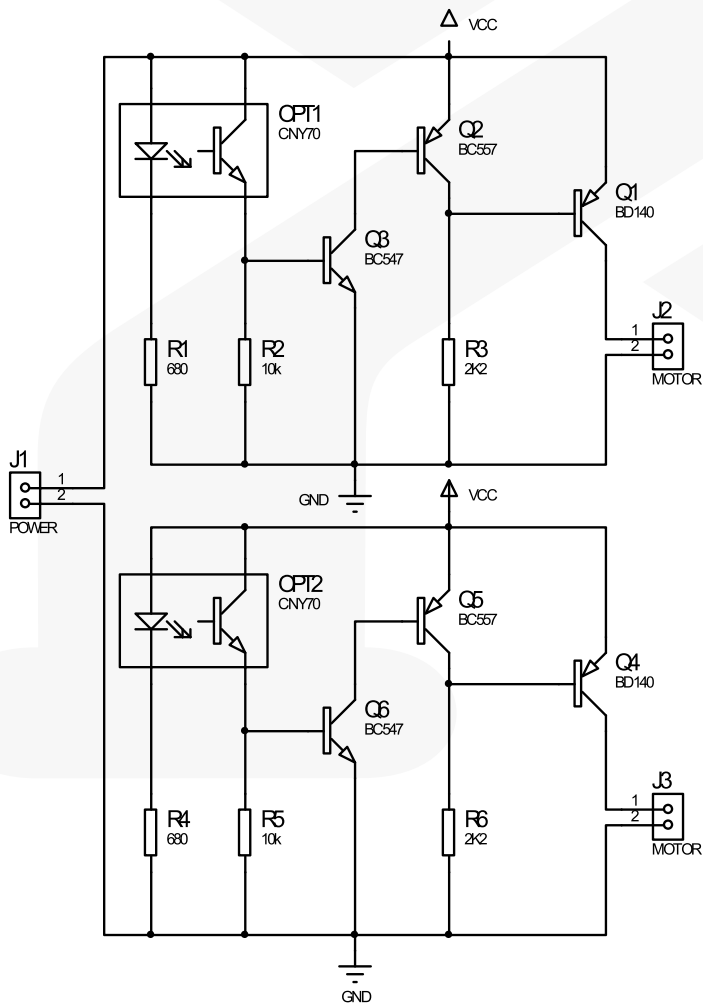 VCC
OPT1
CNY70
Q2
BC557
Q1
BD140
Q3
BC547
J2
1
2
MOTOR
R1
680
R2
10k
R3
2K2
J1
1
2
POWER
GND
VCC
OPT2
CNY70
Q5
BC557
Q4
BD140
Q6
BC547
J3
1
2
MOTOR
R4
680
R5
10k
R6
2K2
GND